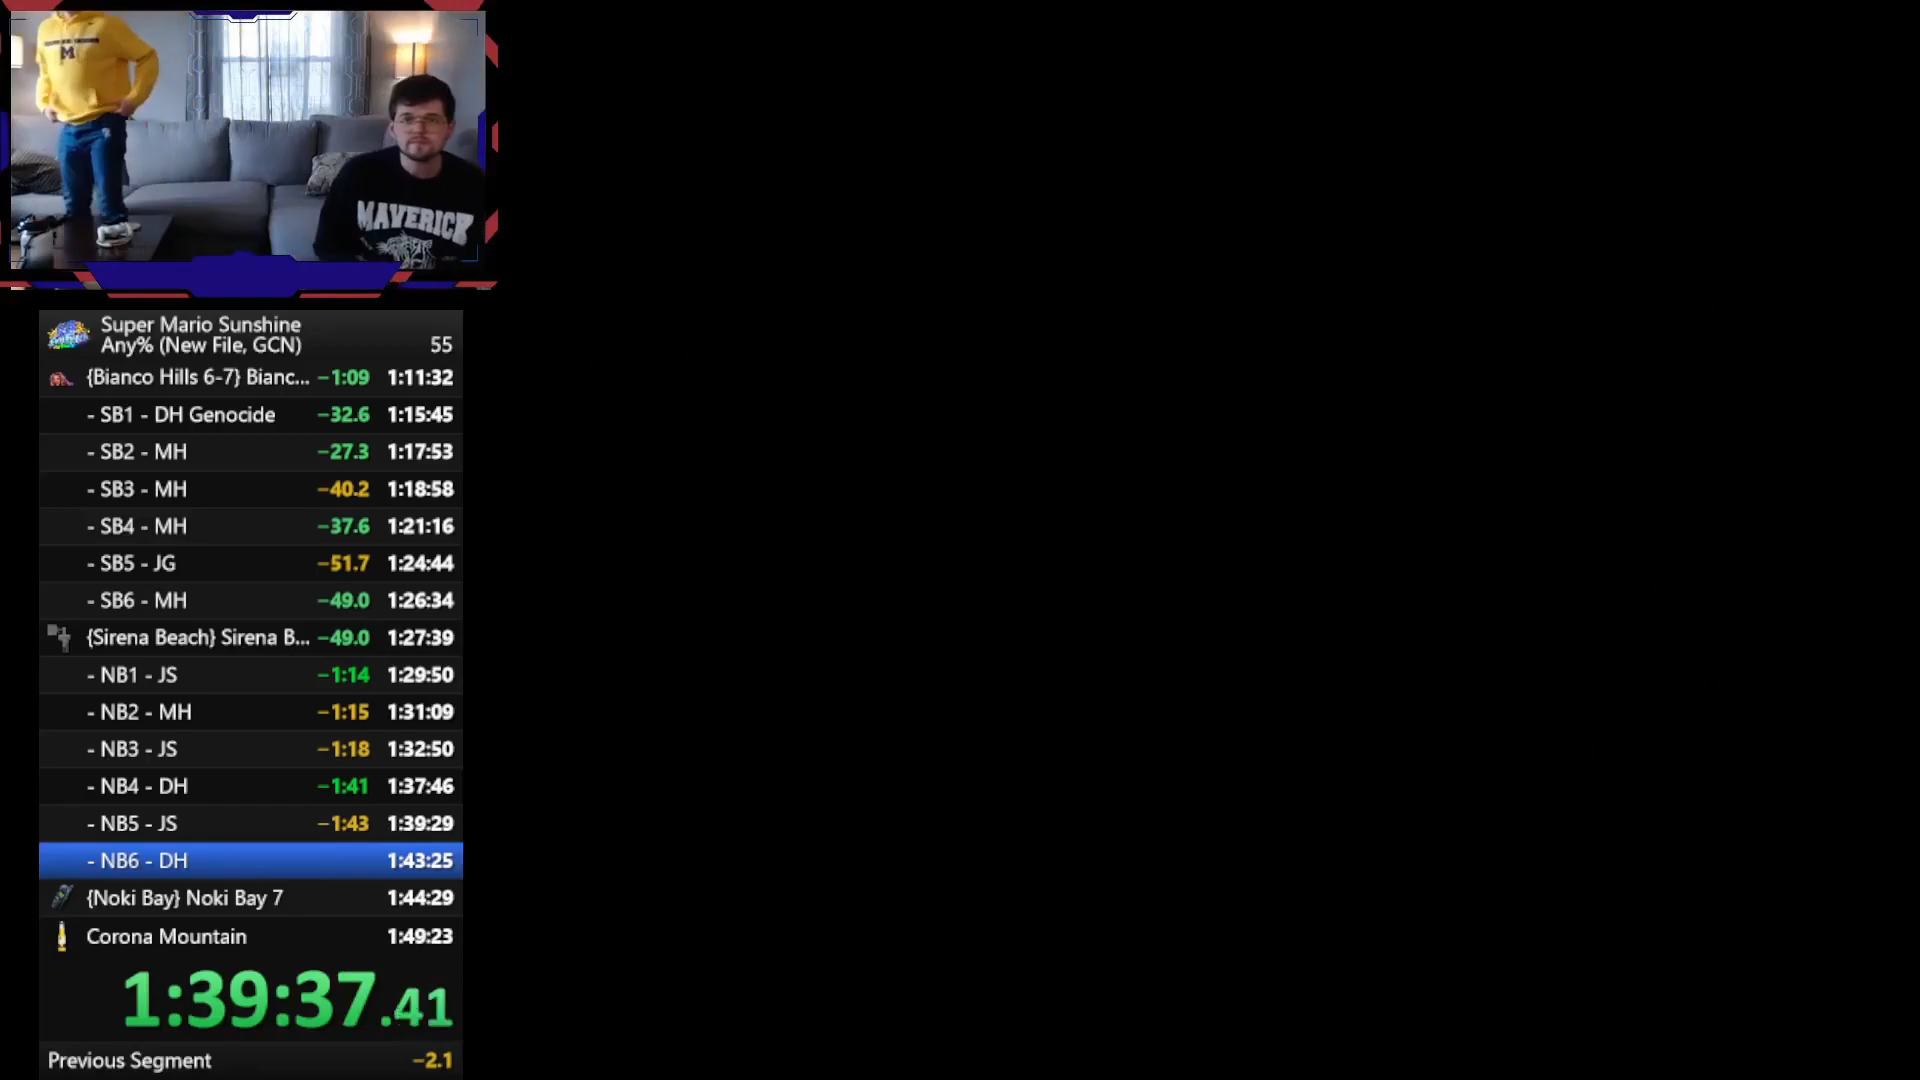 M
MAVERICK
Super Mario Sunshine
Any% (New File, GCN) 55
{Bianco Hills 6-7} Bianc... −1:09 1:11:32
- SB1 - DH Genocide −32.6 1:15:45
- SB2 - MH −27.3 1:17:53
- SB3 - MH −40.2 1:18:58
- SB4 - MH −37.6 1:21:16
- SB5 - JG −51.7 1:24:44
- SB6 - MH −49.0 1:26:34
{Sirena Beach} Sirena B... −49.0 1:27:39
- NB1 - JS −1:14 1:29:50
- NB2 - MH −1:15 1:31:09
- NB3 - JS −1:18 1:32:50
- NB4 - DH −1:41 1:37:46
- NB5 - JS −1:43 1:39:29
- NB6 - DH 1:43:25
{Noki Bay} Noki Bay 7 1:44:29
Corona Mountain 1:49:23
1:39:37.41
Previous Segment −2.1